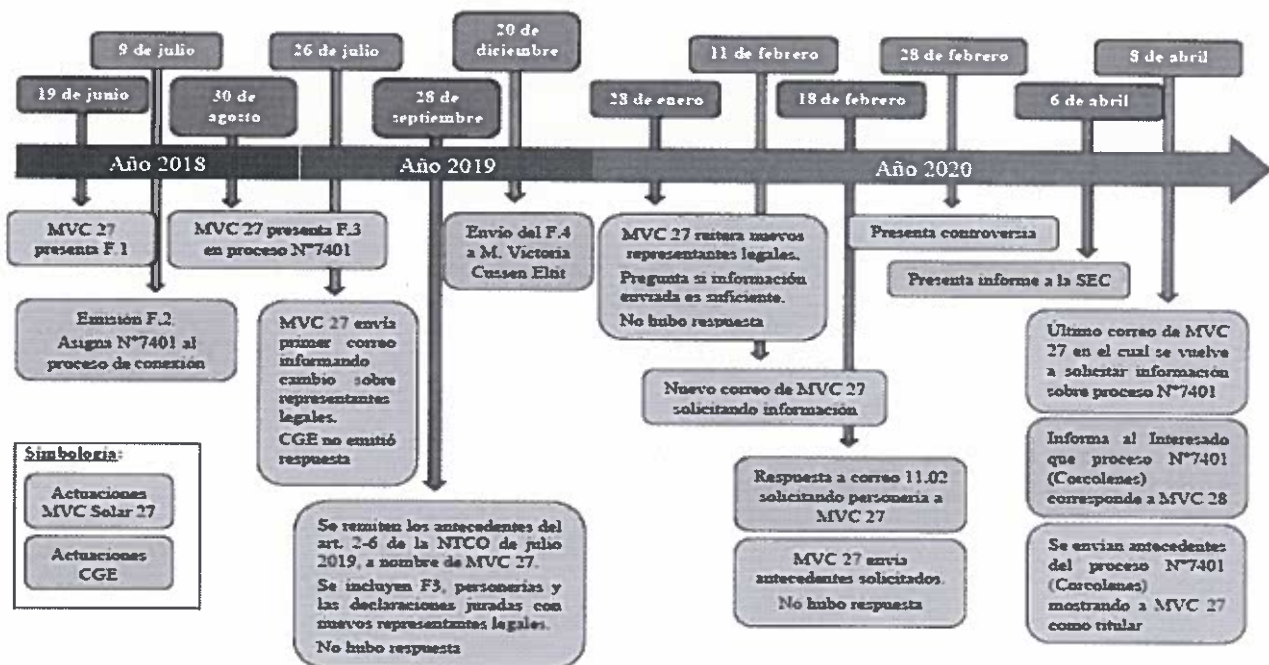 9 de julio
26 de julio
20 de
diciembre
11 de febrero
28 de febrero
8 de abril
19 de junio
30 de
agosto
28 de
septiembre
28 de enero
18 de febrero
6 de abril
Año 2018
Año 2019
Año 2020
MVC 27
presenta F.1
MVC 27 presenta F.3
en proceso N°7401
Envío del F.4
a M. Victoria
Cussen Eltit
MVC 27 reitera nuevos
representantes legales.
Pregunta si información
enviada es suficiente.
No hubo respuesta
Presenta controversia
Presenta informe a la SEC
Emisión F.2
Asigna N°7401 al
proceso de conexión
MVC 27 envía
primer correo
informando
cambio sobre
representantes
legales.
CGE no emitió
respuesta
Nuevo correo de MVC 27
solicitando información
Último correo de MVC
27 en el cual se vuelve
a solicitar información
sobre proceso N°7401
Informa al Interesado
que proceso N°7401
(Corcolenes)
corresponde a MVC 28
Se envían antecedentes
del proceso N°7401
(Corcolenes)
mostrando a MVC 27
como titular
Respuesta a correo 11.02
solicitando personería a
MVC 27
MVC 27 envía
antecedentes solicitados.
No hubo respuesta
Se remiten los antecedentes del
art. 2-6 de la NTCO de julio
2019, a nombre de MVC 27.
Se incluyen F3, personerías y
las declaraciones juradas con
nuevos representantes legales.
No hubo respuesta
Simbología:
Actuaciones
MVC Solar 27
Actuaciones
CGE